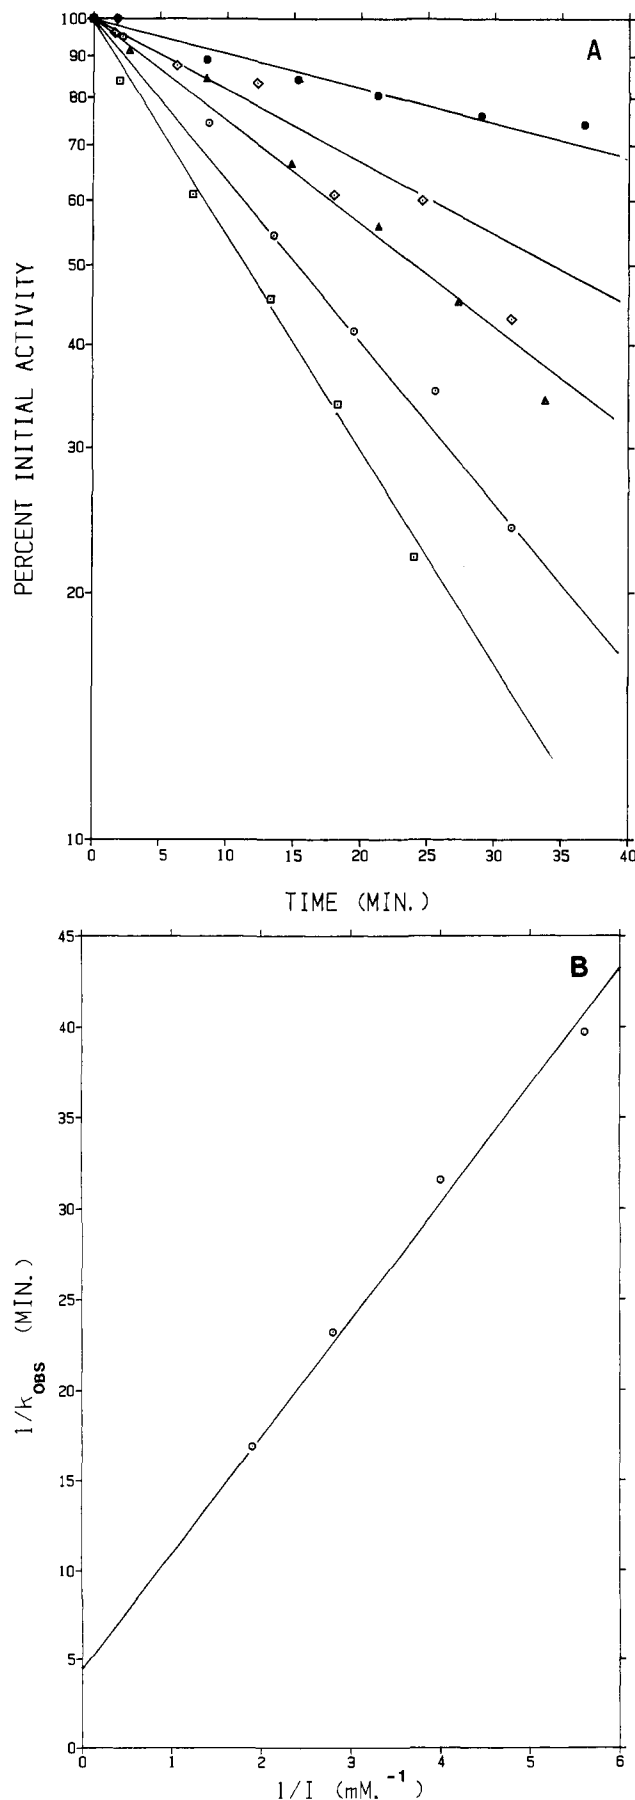 A
100
90
80
70
60
50
40
30
20
10
PERCENT INITIAL ACTIVITY
0 5 10 15 20 25 30 35 40
TIME (MIN.)
B
45
40
35
30
25
20
15
10
5
0
1/k OBS (MIN.)
0 1 2 3 4 5 6
1/I (mM.⁻¹)